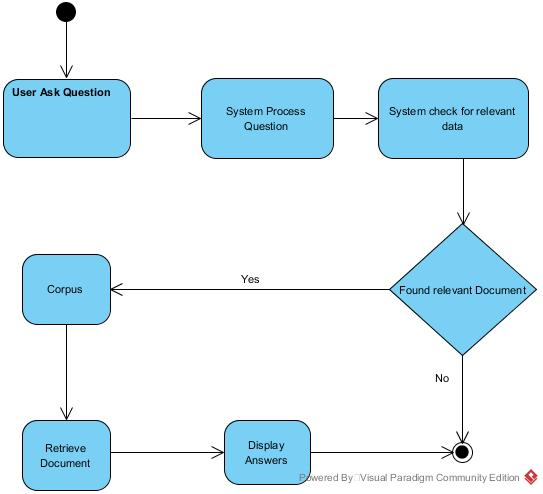 User Ask Question
System Process
Question
System check for relevant
data
Found relevant Document
Yes
Corpus
No
Retrieve
Document
Display
Answers
Powered By Visual Paradigm Community Edition